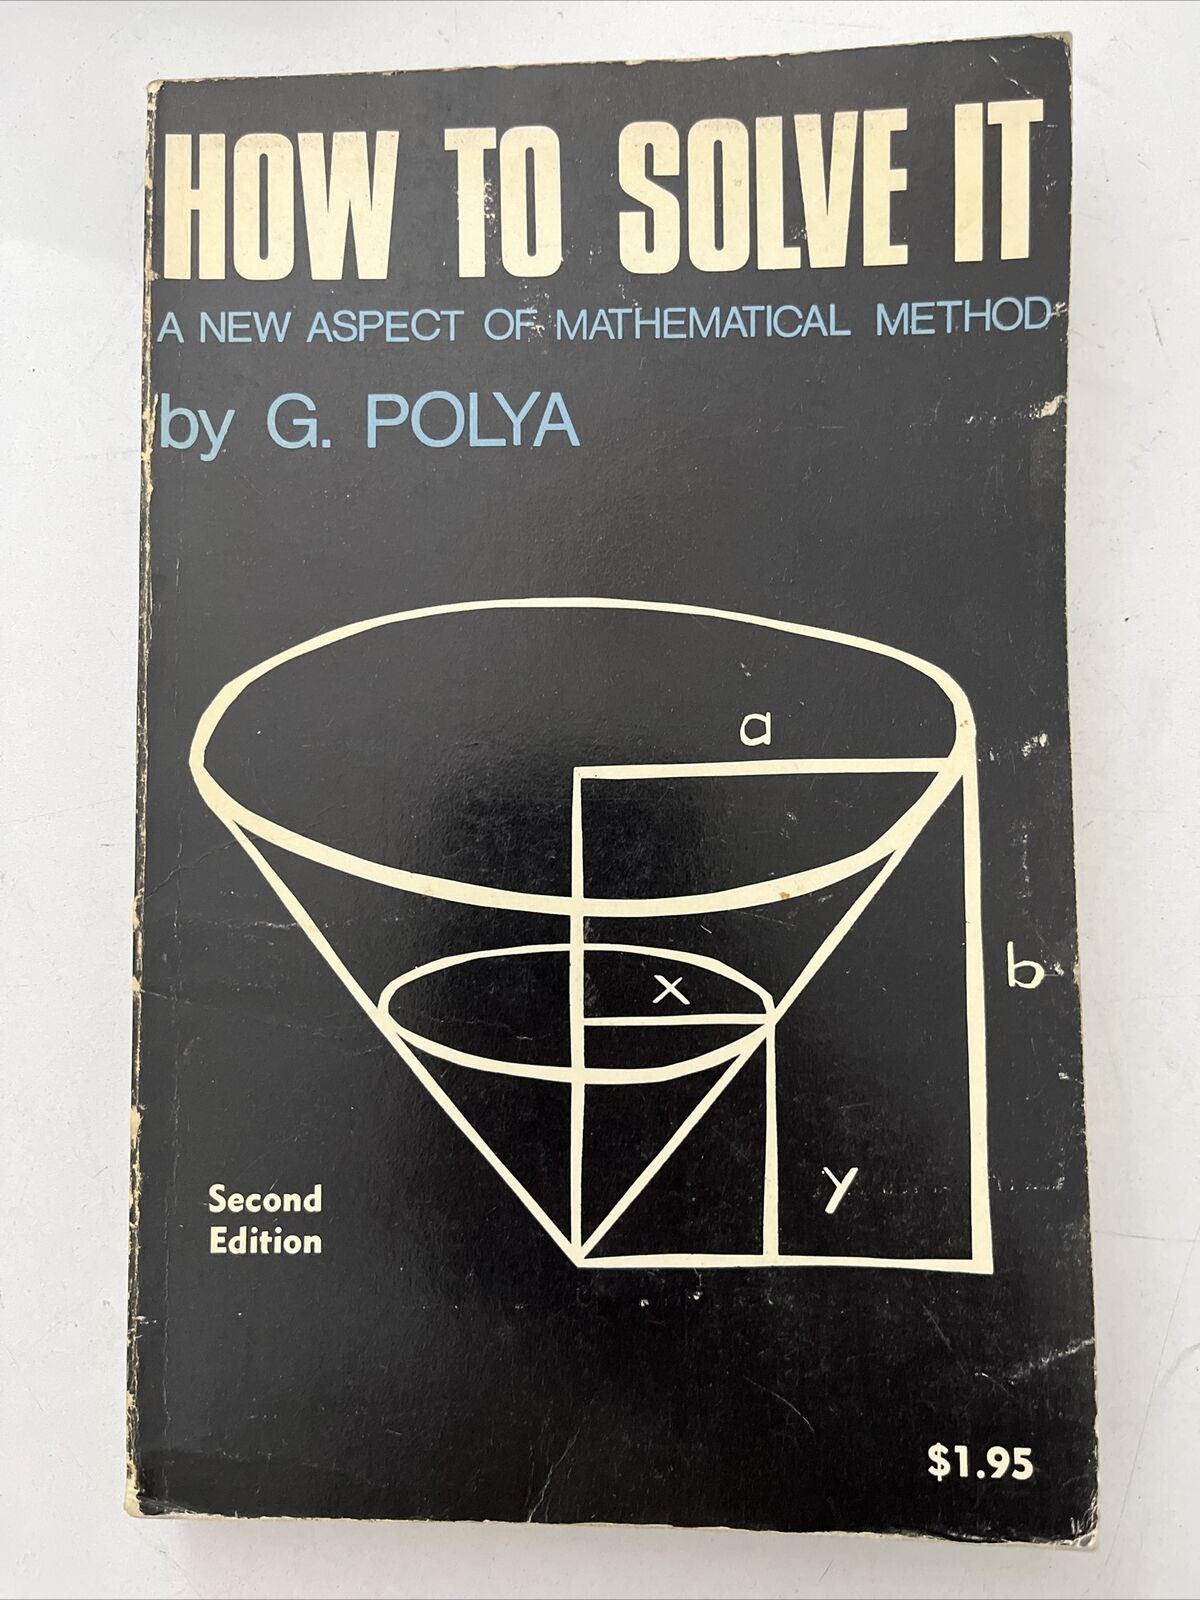 HOW TO SOLVE IT
A NEW ASPECT OF MATHEMATICAL METHOD
by G. POLYA
a
b
x
y
Second
Edition
$1.95